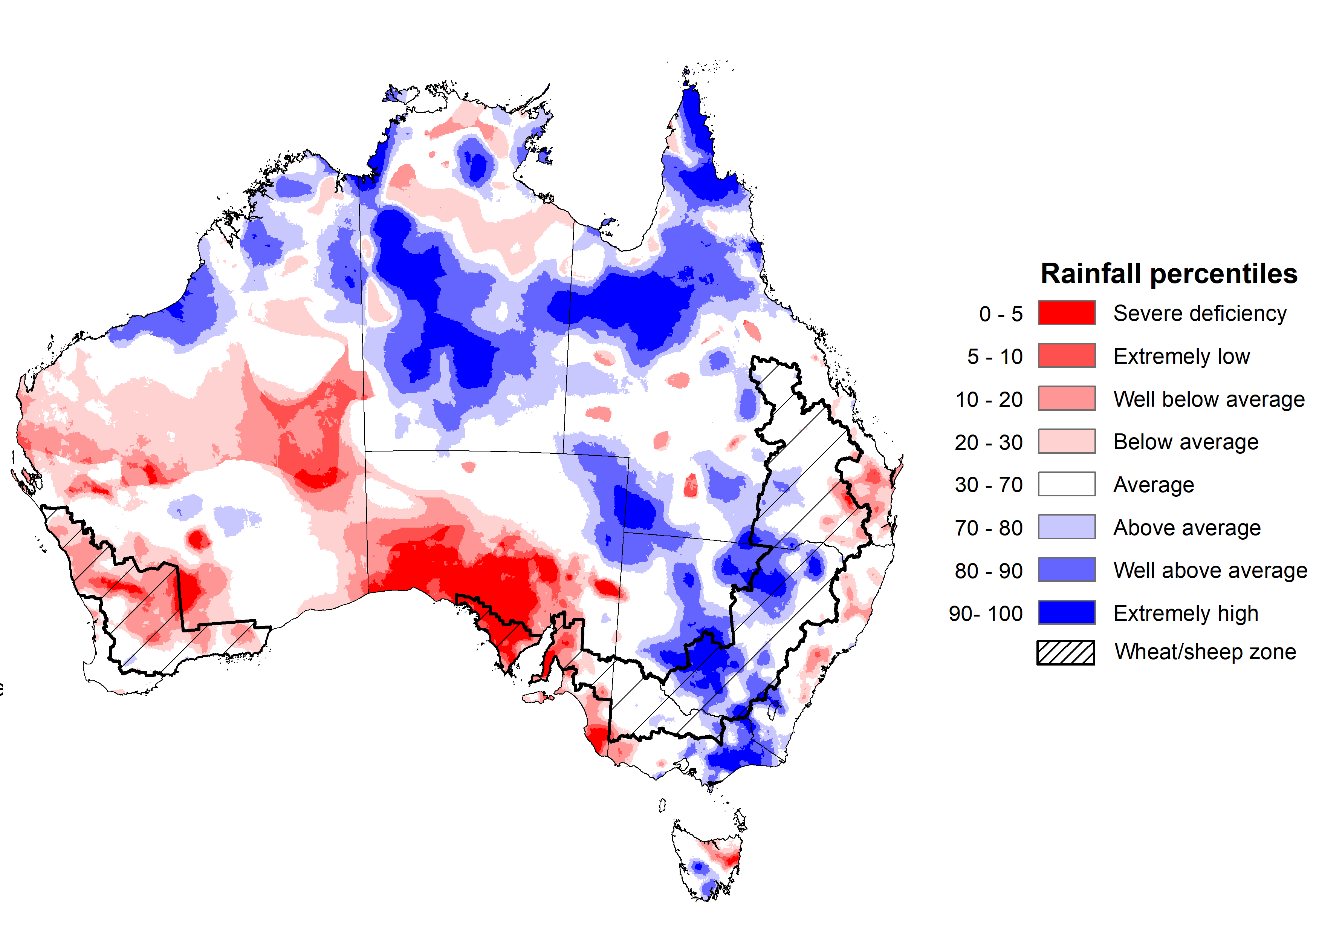 Rainfall percentiles
0 - 5 Severe deficiency
5 - 10 Extremely low
10 - 20 Well below average
20 - 30 Below average
30 - 70 Average
70 - 80 Above average
80 - 90 Well above average
90- 100 Extremely high
Wheat/sheep zone
e